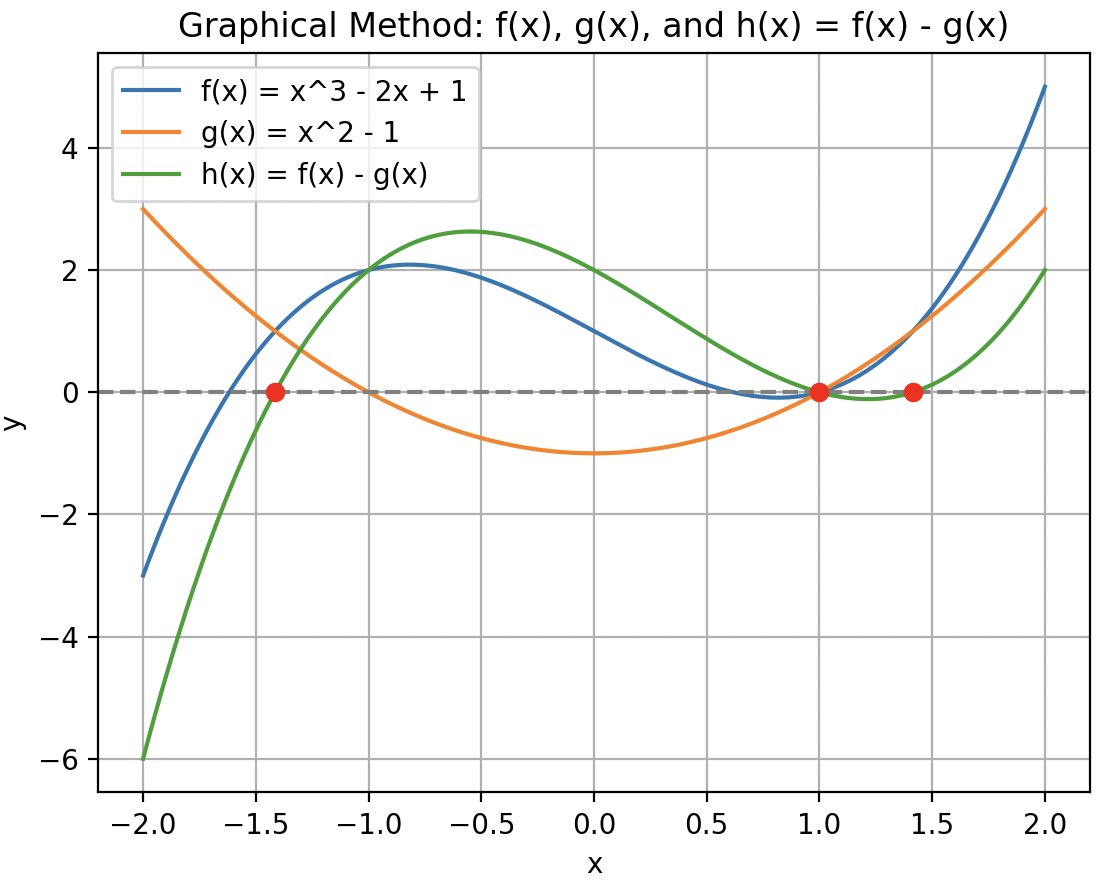 Graphical Method: f(x), g(x), and h(x) = f(x) - g(x)
f(x) = x^3 - 2x + 1
g(x) = x^2 - 1
h(x) = f(x) - g(x)
4
2
0
−2
−4
−6
y
−2.0 −1.5 −1.0 −0.5 0.0 0.5 1.0 1.5 2.0
x